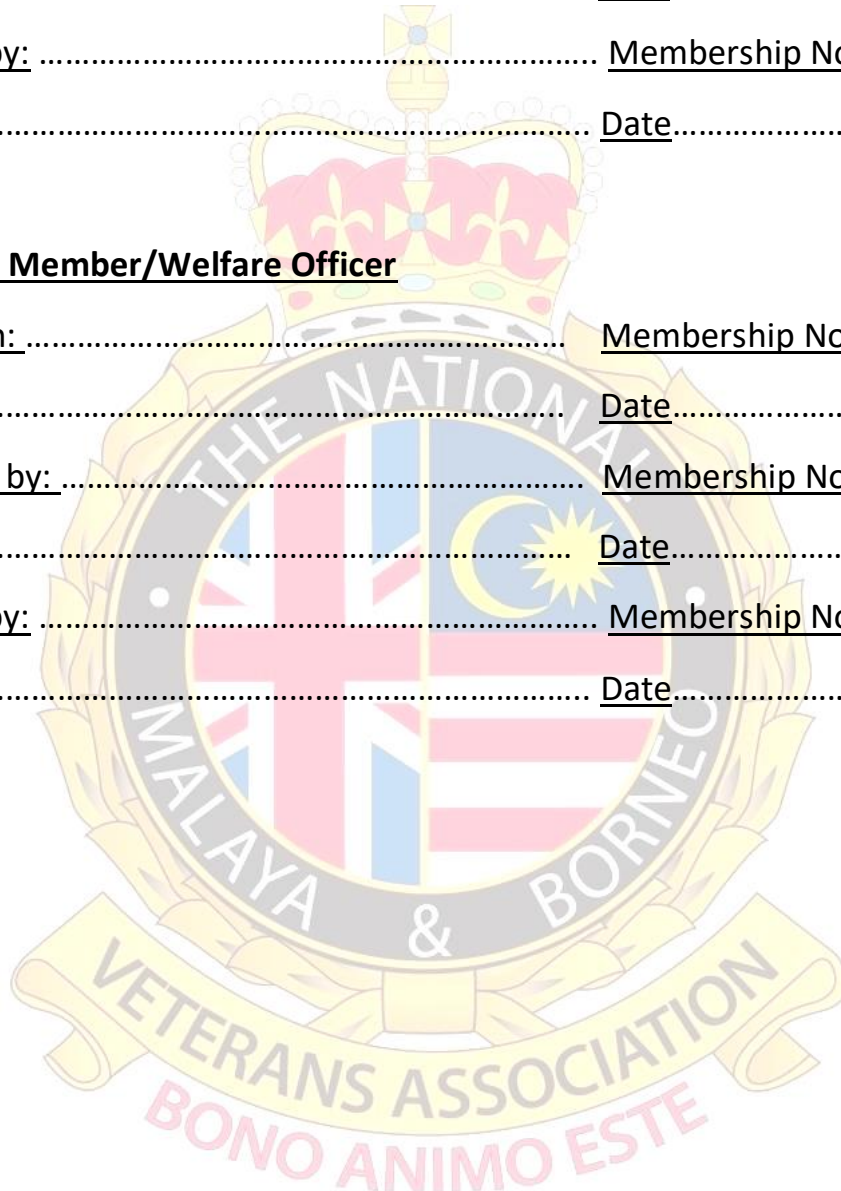 by: ………………………………………………………….. Membership No
………………………………………………………………. Date…………………
Member/Welfare Officer
n: ………………………………………………………… Membership No
……………………………………………………………. Date…………………
by: …………………………………………………………. Membership No
……………………………………………………………… Date…………………
by: ………………………………………………………….. Membership No
……………………………………………………………….. Date…………………
THE NATIONAL
MALAYA & BORNEO
VETERANS ASSOCIATION
BONO ANIMO ESTE